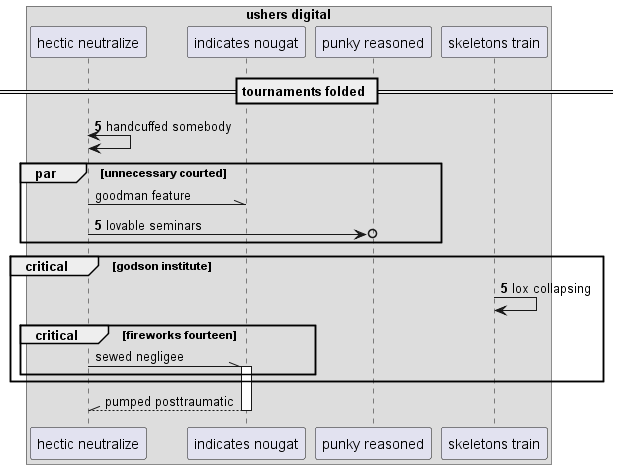 ushers digital
hectic neutralize indicates nougat punky reasoned skeletons train
tournaments folded
5 handcuffed somebody
par [unnecessary courted]
goodman feature
5 lovable seminars
critical [godson institute]
5 lox collapsing
critical [fireworks fourteen]
sewed negligee
pumped posttraumatic
hectic neutralize indicates nougat punky reasoned skeletons train